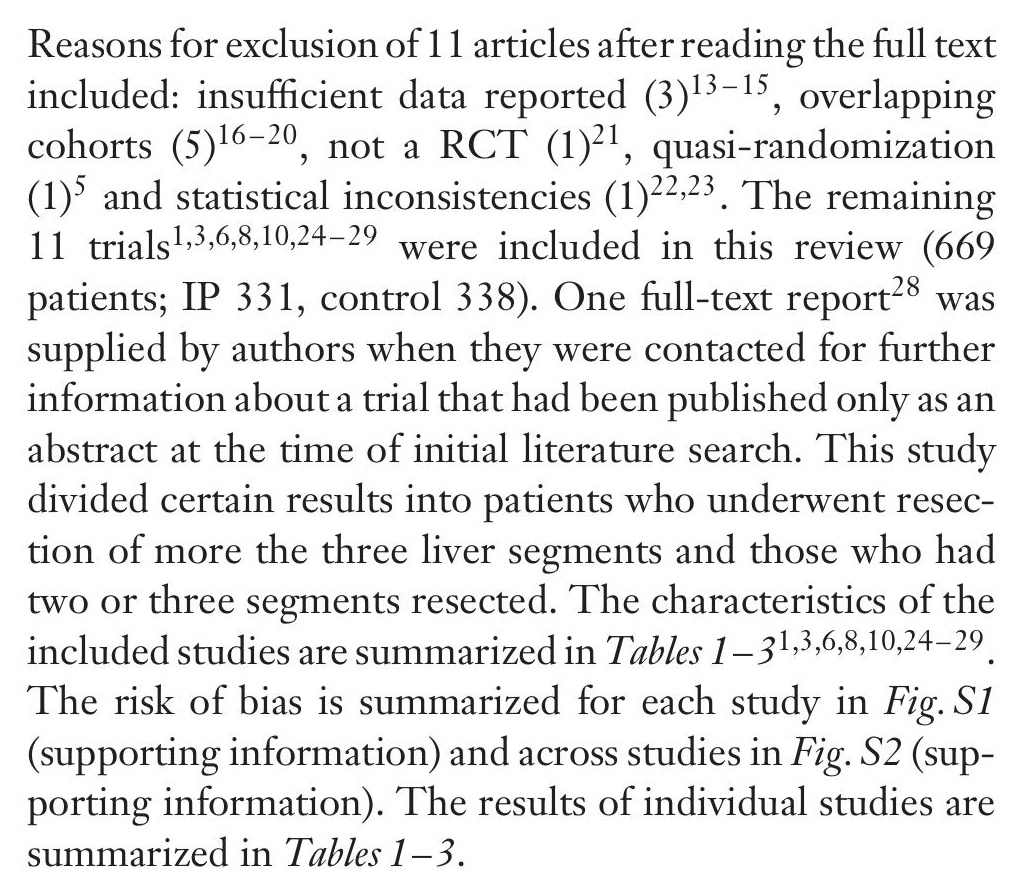 Reasons for exclusion of 11 articles after reading the full text
included: insufficient data reported (3)13–15, overlapping
cohorts (5)16–20, not a RCT (1)21, quasi-randomization
(1)5 and statistical inconsistencies (1)22,23. The remaining
11 trials1,3,6,8,10,24–29 were included in this review (669
patients; IP 331, control 338). One full-text report28 was
supplied by authors when they were contacted for further
information about a trial that had been published only as an
abstract at the time of initial literature search. This study
divided certain results into patients who underwent resec-
tion of more the three liver segments and those who had
two or three segments resected. The characteristics of the
included studies are summarized in Tables 1–31,3,6,8,10,24–29.
The risk of bias is summarized for each study in Fig. S1
(supporting information) and across studies in Fig. S2 (sup-
porting information). The results of individual studies are
summarized in Tables 1–3.